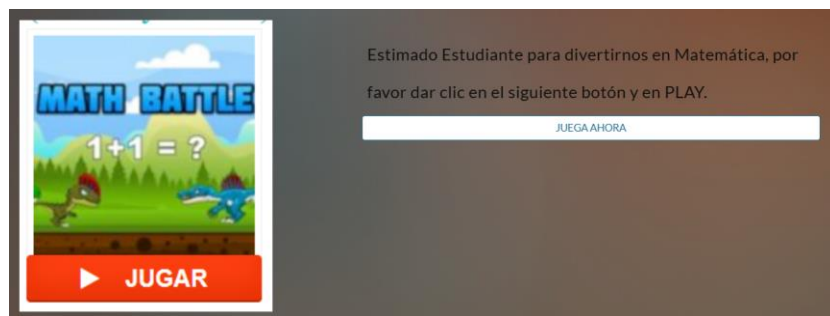 MATH BATTLE
1+1 = ?
JUGAR
Estimado Estudiante para divertirnos en Matemática, por
favor dar clic en el siguiente botón y en PLAY.
JUEGA AHORA